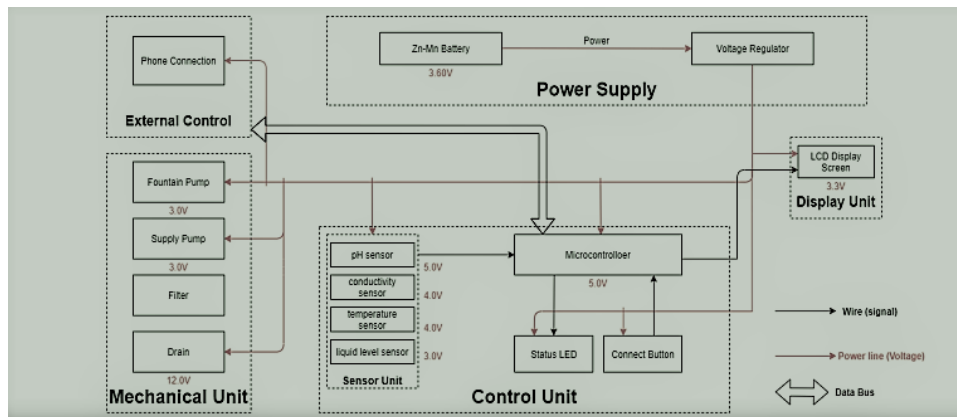 Phone Connection
External Control
Zn-Mn Battery
3.60V
Power
Voltage Regulator
Power Supply
LCD Display
Screen
3.3V
Display Unit
Fountain Pump
3.0V
Supply Pump
3.0V
Filter
Drain
12.0V
Mechanical Unit
pH sensor
5.0V
conductivity
sensor
4.0V
temperature
sensor
4.0V
liquid level sensor
3.0V
Sensor Unit
Microcontrolloer
5.0V
Status LED
Connect Button
Control Unit
Wire (signal)
Power line (Voltage)
Data Bus